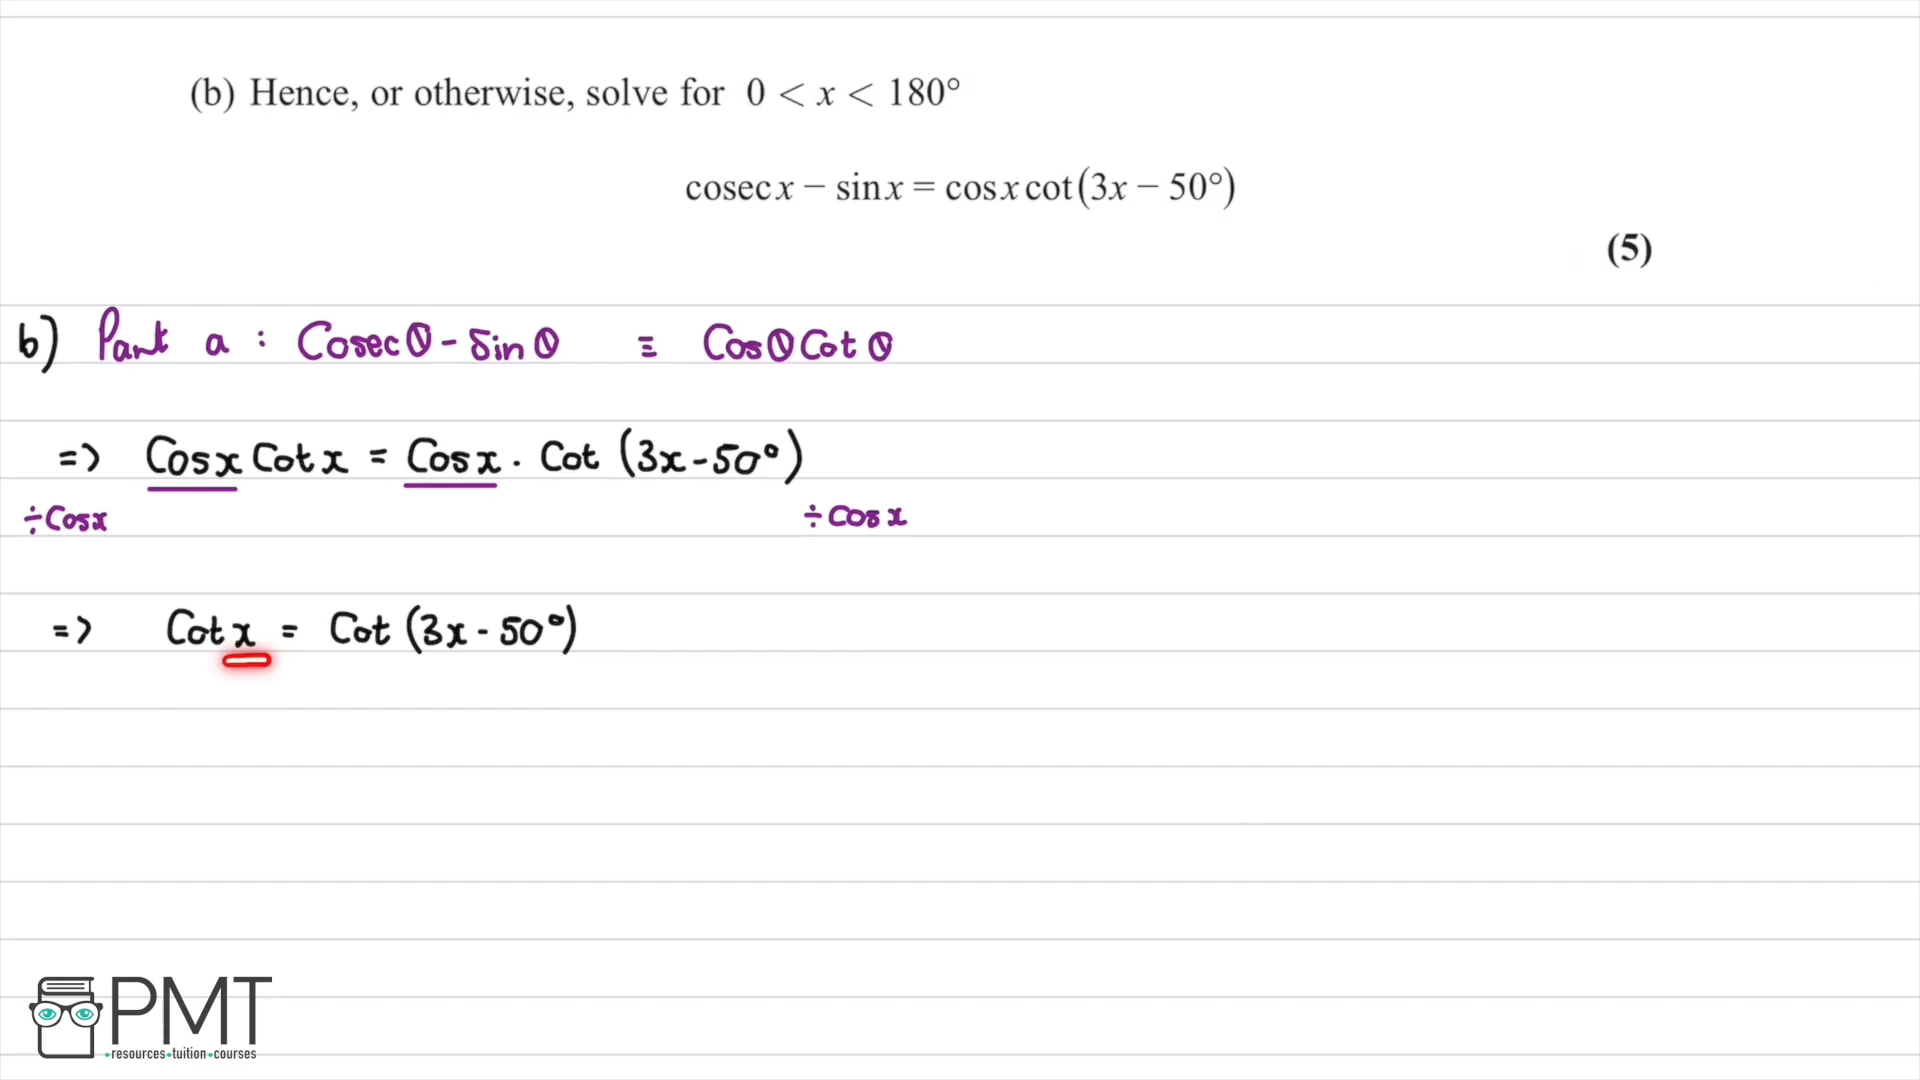 (b) Hence, or otherwise, solve for 0 < x < 180°
cosec x − sin x = cos x cot(3x − 50°)
(5)
b) Part a : Cosec θ - Sin θ ≡ Cos θ Cot θ
=> Cos x Cot x = Cos x . Cot (3x - 50°)
÷ Cos x ÷ Cos x
=> Cot x = Cot (3x - 50°)
PMT
•resources•tuition•courses